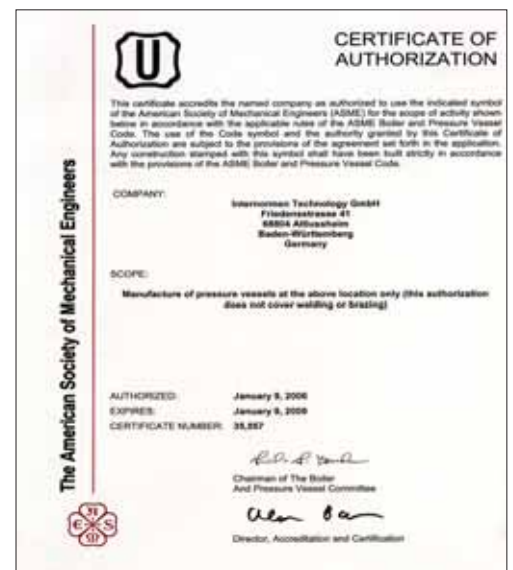 U
CERTIFICATE OF
AUTHORIZATION
This certificate accredits the named company as authorized to use the indicated symbol
of the American Society of Mechanical Engineers (ASME) for the scope of activity shown
below in accordance with the applicable rules of the ASME Boiler and Pressure Vessel
Code. The use of the Code symbol and the authority granted by this Certificate of
Authorization are subject to the provisions of the agreement set forth in the application.
Any construction stamped with this symbol shall have been built strictly in accordance
with the provisions of the ASME Boiler and Pressure Vessel Code.
The American Society of Mechanical Engineers
COMPANY:
Internormen Technology GmbH
Friedensstrasse 41
68804 Altlussheim
Baden-Württemberg
Germany
SCOPE:
Manufacture of pressure vessels at the above location only (this authorization
does not cover welding or brazing)
AUTHORIZED: January 9, 2006
EXPIRES: January 9, 2009
CERTIFICATE NUMBER: 35,557
Chairman of The Boiler
And Pressure Vessel Committee
Director, Accreditation and Certification